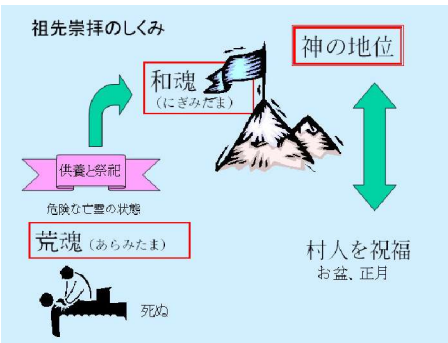 祖先崇拝のしくみ
神の地位
和魂
(にぎみだま)
供養と祭祀
危険な亡霊の状態
荒魂(あらみたま)
死ぬ
村人を祝福
お盆、正月